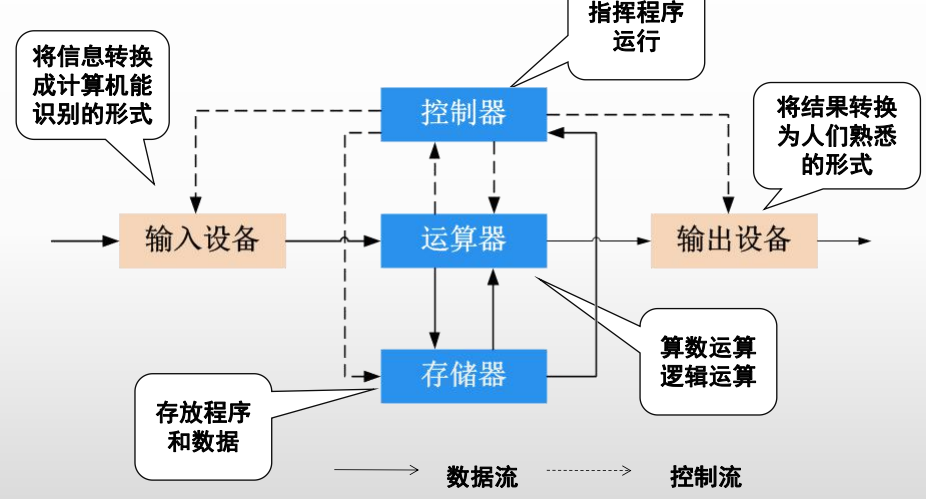 指挥程序
运行
将信息转换
成计算机能
识别的形式
控制器
将结果转换
为人们熟悉
的形式
输入设备
运算器
输出设备
算数运算
逻辑运算
存储器
存放程序
和数据
数据流
控制流